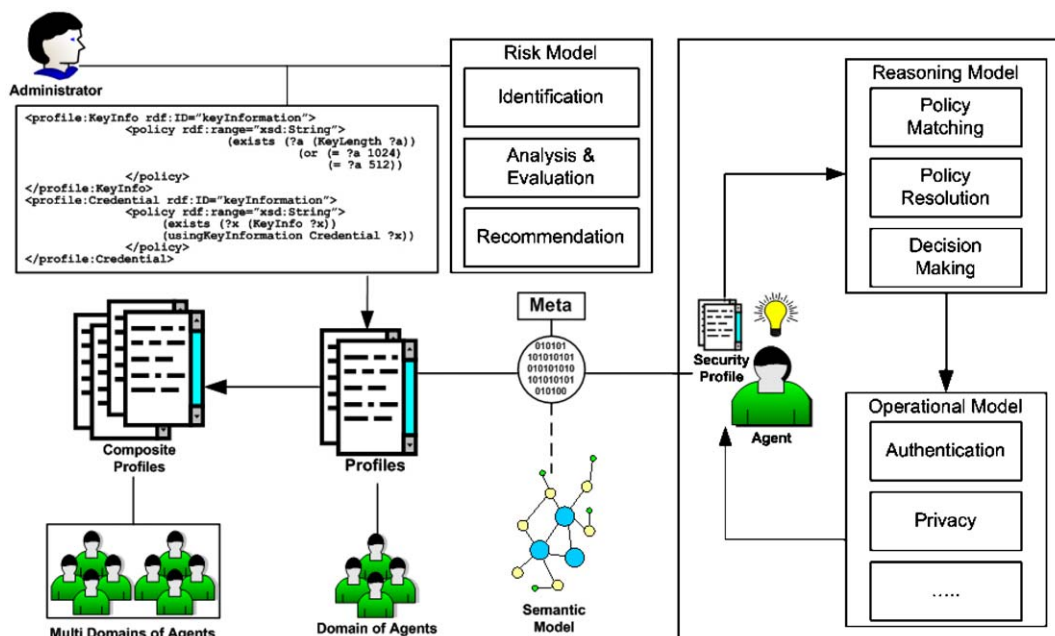 Administrator
<profile:KeyInfo rdf:ID="keyInformation">
<policy rdf:range="xsd:String">
(exists (?a (KeyLength ?a))
(or (= ?a 1024)
(= ?a 512))
</policy>
</profile:KeyInfo>
<profile:Credential rdf:ID="keyInformation">
<policy rdf:range="xsd:String">
(exists (?x (KeyInfo ?x))
(usingKeyInformation Credential ?x))
</policy>
</profile:Credential>
Risk Model
Identification
Analysis &
Evaluation
Recommendation
Composite
Profiles
Profiles
Multi Domains of Agents
Domain of Agents
Meta
010101
101010101
010101010
101010101
010100
Semantic
Model
Security
Profile
Agent
Reasoning Model
Policy
Matching
Policy
Resolution
Decision
Making
Operational Model
Authentication
Privacy
.....